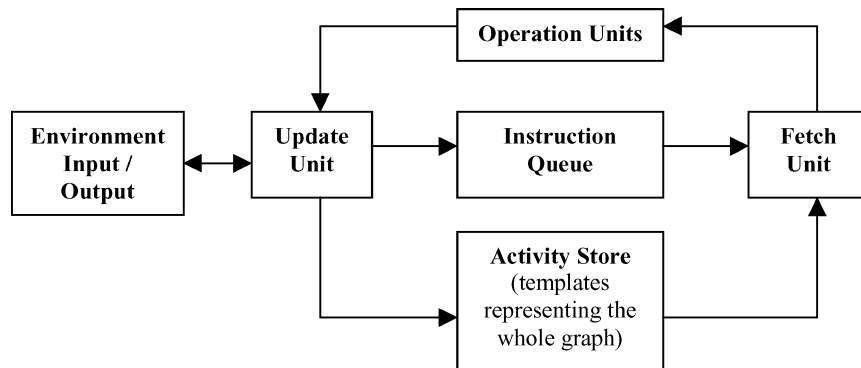 Operation Units
Environment
Input /
Output
Update
Unit
Instruction
Queue
Fetch
Unit
Activity Store
(templates
representing the
whole graph)